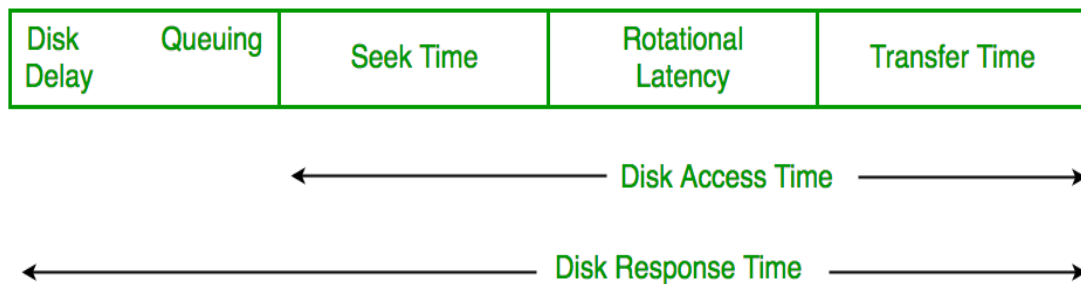 Disk Queuing
Delay
Seek Time
Rotational
Latency
Transfer Time
Disk Access Time
Disk Response Time